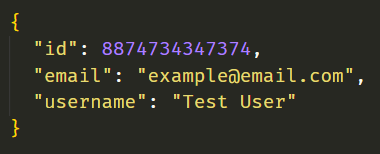 {
"id": 8874734347374,
"email": "example@email.com",
"username": "Test User"
}